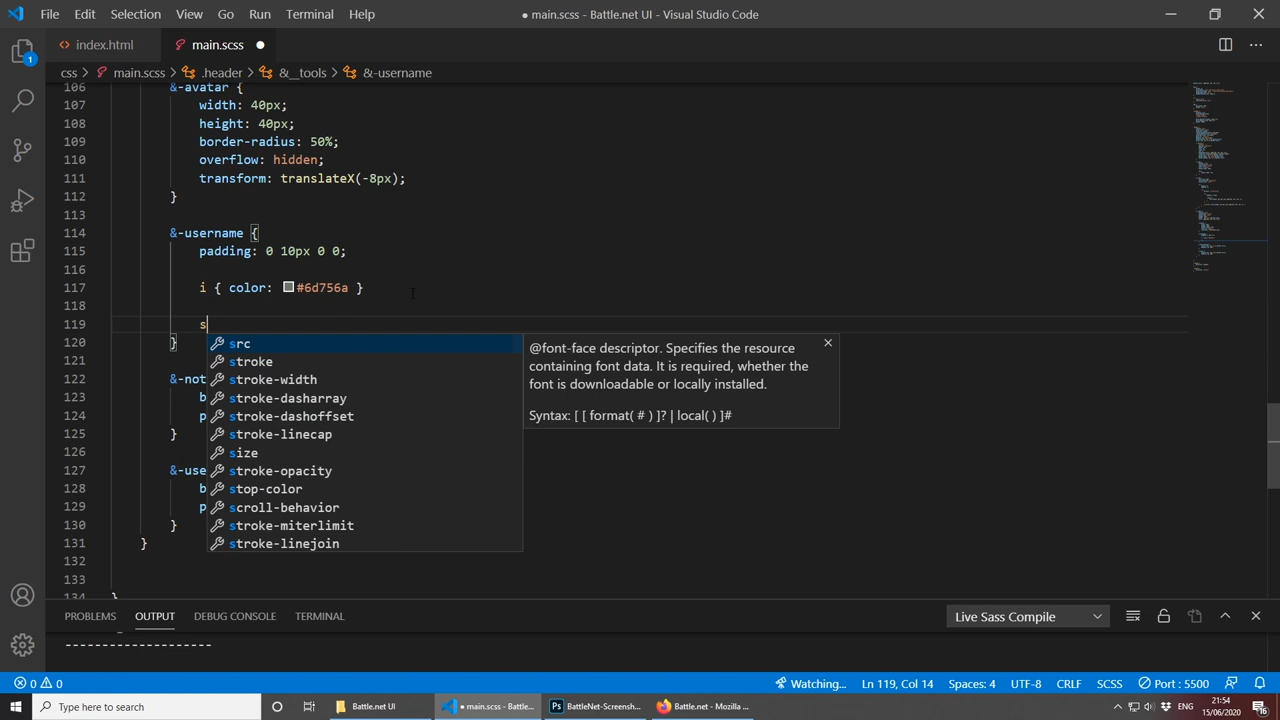 File Edit Selection View Go Run Terminal Help
● main.scss - Battle.net UI - Visual Studio Code
index.html main.scss
css > main.scss > .header > &__tools > &-username
106 &-avatar {
107 width: 40px;
108 height: 40px;
109 border-radius: 50%;
110 overflow: hidden;
111 transform: translateX(-8px);
112 }
113
114 &-username {
115 padding: 0 10px 0 0;
116
117 i { color: #6d756a }
118
119 s
120 }
src
stroke
stroke-width
stroke-dasharray
stroke-dashoffset
stroke-linecap
size
stroke-opacity
stop-color
scroll-behavior
stroke-miterlimit
stroke-linejoin
@font-face descriptor. Specifies the resource
containing font data. It is required, whether the
font is downloadable or locally installed.
Syntax: [ [ format( # ) ]? | local( ) ]#
121
122 &-not
123 b
124 p
125 }
126
127 &-use
128 b
129 p
130 }
131 }
132
133
134 }
PROBLEMS OUTPUT DEBUG CONSOLE TERMINAL
Live Sass Compile
--------------------
0 0
Watching... Ln 119, Col 14 Spaces: 4 UTF-8 CRLF SCSS Port : 5500
Type here to search
Battle.net UI
● main.scss - Battle...
BattleNet-Screensh...
Battle.net - Mozilla ...
ENG
21:54
15/06/2020
16
1